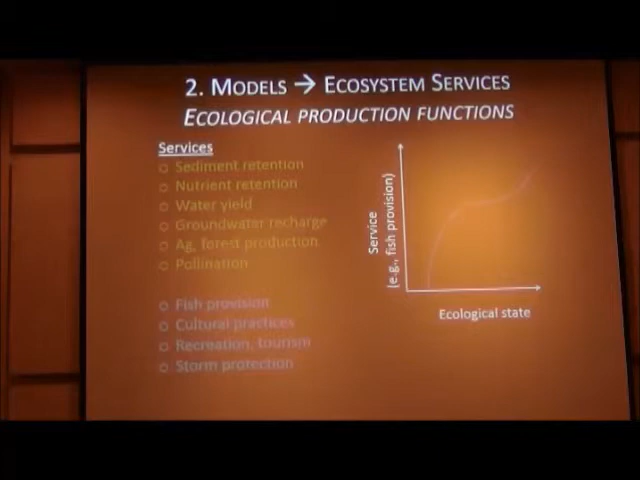 2. MODELS → ECOSYSTEM SERVICES
ECOLOGICAL PRODUCTION FUNCTIONS
Services
○ Sediment retention
○ Nutrient retention
○ Water yield
○ Groundwater recharge
○ Ag, forest production
○ Pollination
○ Fish provision
○ Cultural practices
○ Recreation, tourism
○ Storm protection
Service
(e.g., fish provision)
Ecological state